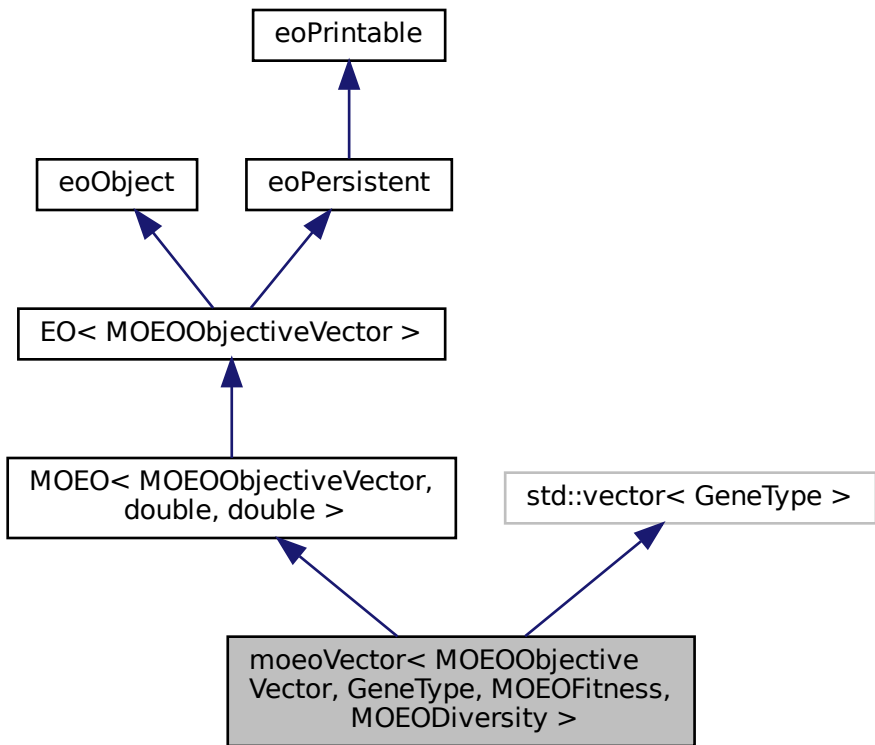 eoPrintable
eoObject
eoPersistent
EO< MOEOObjectiveVector >
MOEO< MOEOObjectiveVector,
double, double >
std::vector< GeneType >
moeoVector< MOEOObjective
Vector, GeneType, MOEOFitness,
MOEODiversity >